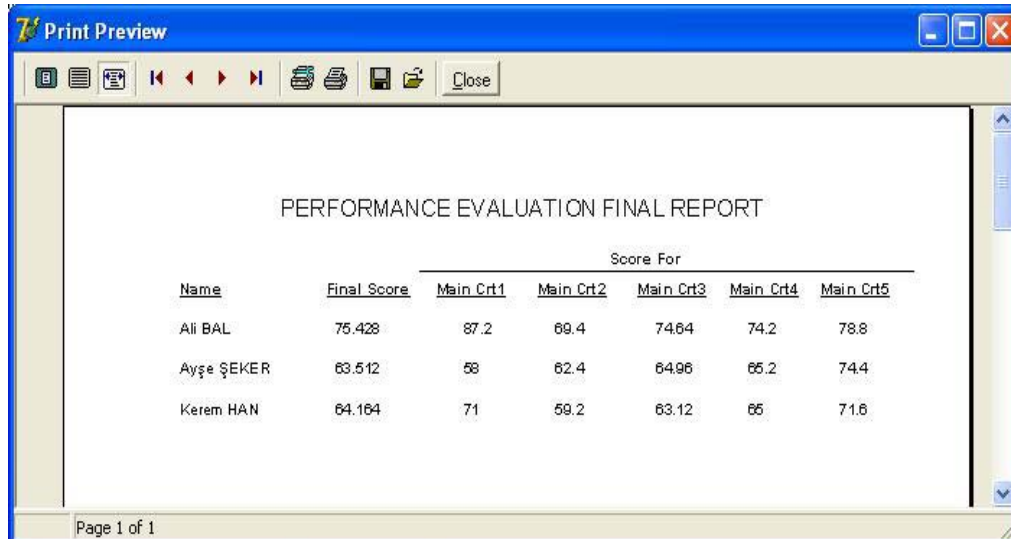 Print Preview
Close
PERFORMANCE EVALUATION FINAL REPORT
Score For
Name Final Score Main Crt1 Main Crt2 Main Crt3 Main Crt4 Main Crt5
Ali BAL 75.428 87.2 69.4 74.64 74.2 78.8
Ayşe ŞEKER 63.512 58 62.4 64.96 65.2 74.4
Kerem HAN 64.164 71 59.2 63.12 65 71.6
Page 1 of 1